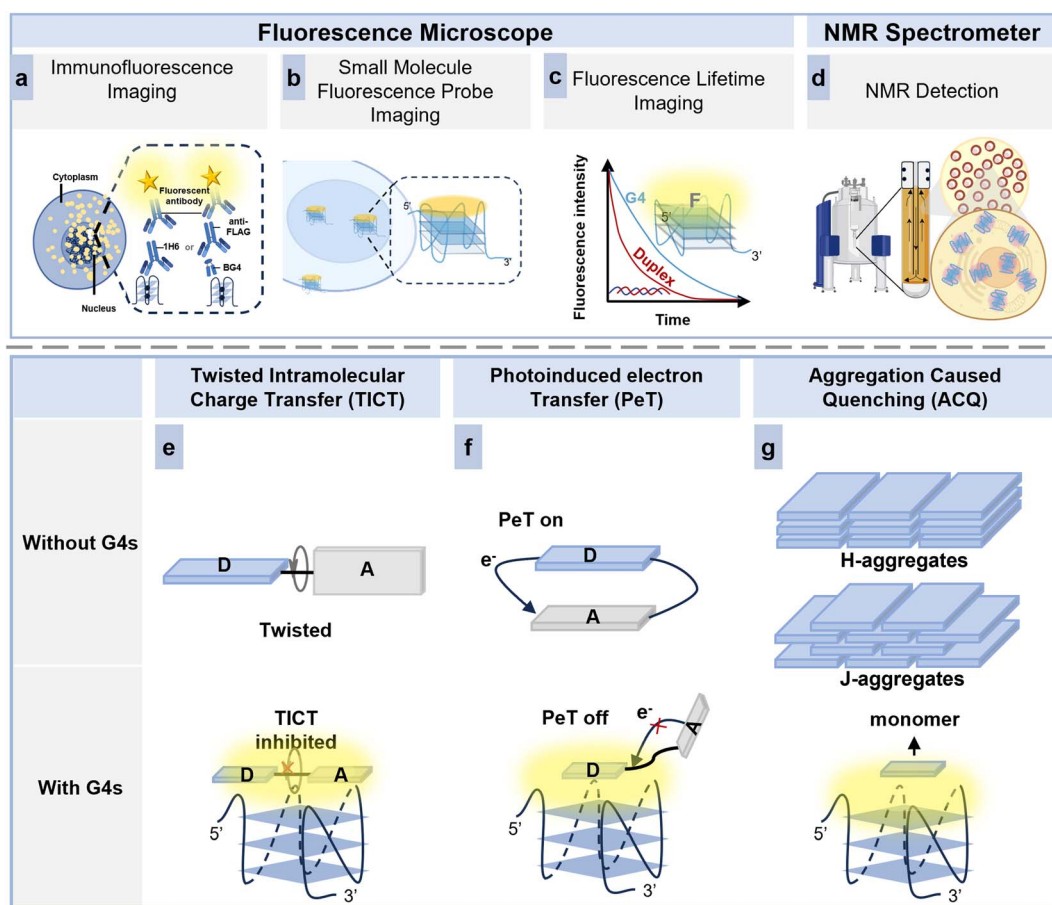 Fluorescence Microscope
NMR Spectrometer
a
Immunofluorescence
Imaging
b
Small Molecule
Fluorescence Probe
Imaging
c
Fluorescence Lifetime
Imaging
d
NMR Detection
Cytoplasm
Nucleus
Fluorescent
antibody
anti-
FLAG
1H6 or
BG4
5'
3'
Fluorescence intensity
G4
F
5'
3'
Duplex
Time
Twisted Intramolecular
Charge Transfer (TICT)
Photoinduced electron
Transfer (PeT)
Aggregation Caused
Quenching (ACQ)
Without G4s
e
D
A
Twisted
f
PeT on
e-
D
A
g
H-aggregates
J-aggregates
With G4s
TICT
inhibited
D
A
5'
3'
PeT off
e-
A
D
5'
3'
monomer
5'
3'